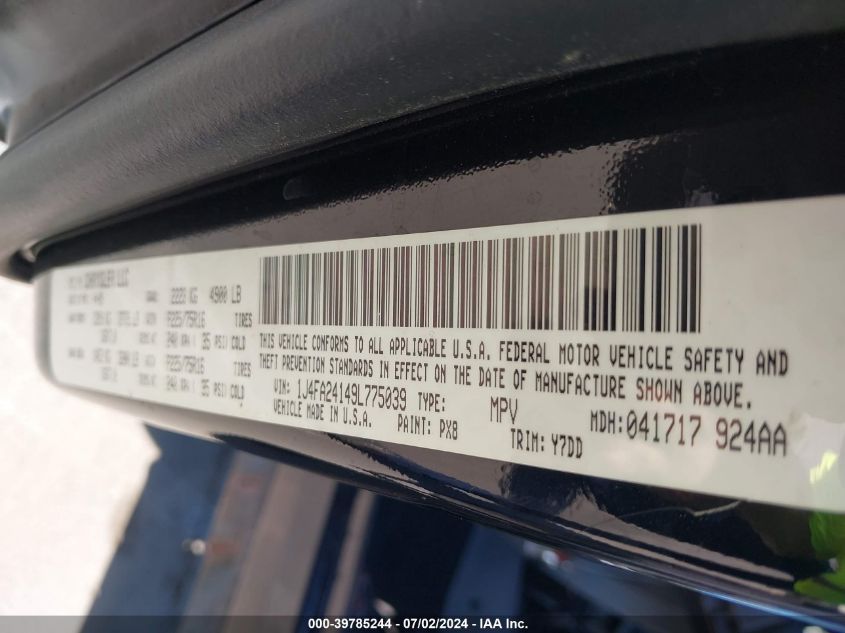 CHRYSLER LLC
2225 KG 4900 LB
P225/75R16 TIRES
240 KPA / 35 PSI COLD
P225/75R16 TIRES
240 KPA / 35 PSI COLD
THIS VEHICLE CONFORMS TO ALL APPLICABLE U.S.A. FEDERAL MOTOR VEHICLE SAFETY AND
THEFT PREVENTION STANDARDS IN EFFECT ON THE DATE OF MANUFACTURE SHOWN ABOVE.
VIN: 1J4FA24149L775039 TYPE: MPV MDH: 041717 924AA
VEHICLE MADE IN U.S.A. PAINT: PX8 TRIM: Y7DD
000-39785244 / 07/02/2024 - IAA Inc.